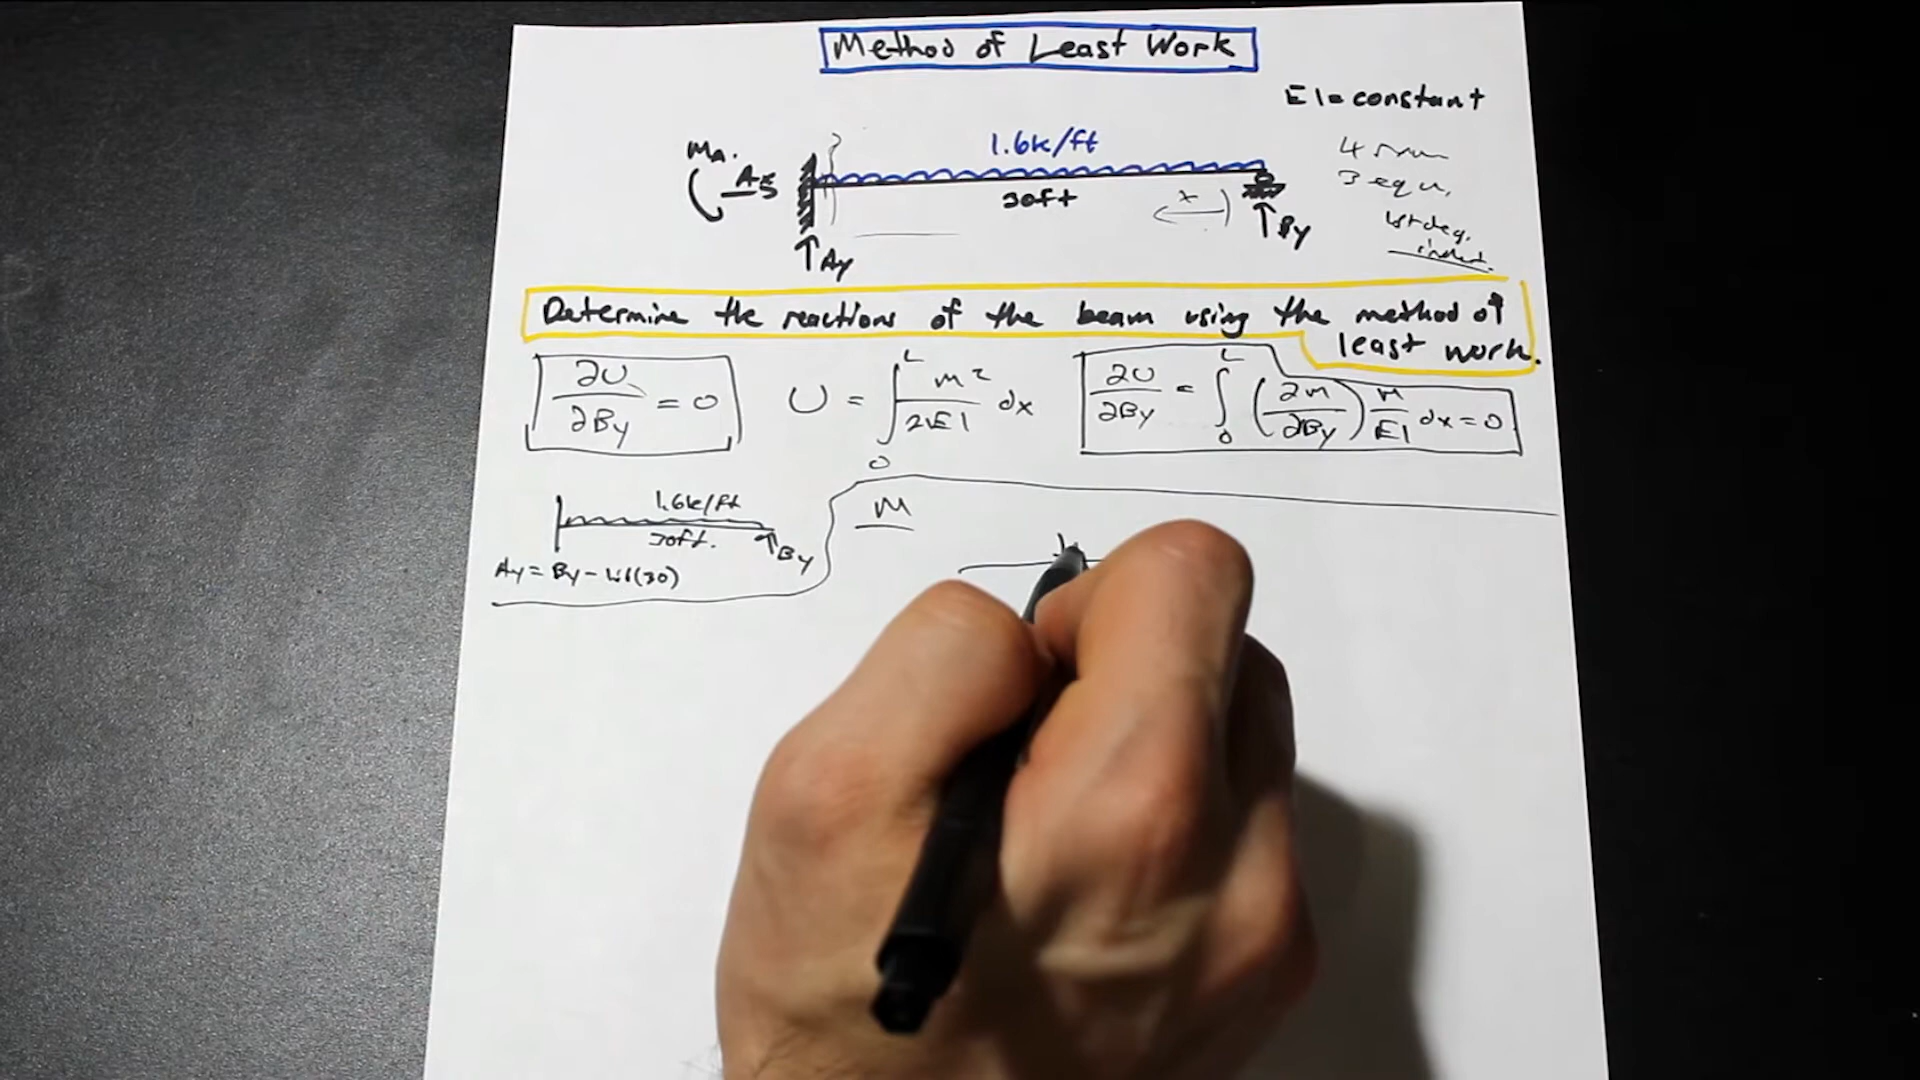 Method of Least Work
EI = constant
1.6k/ft
MA.
Ax
30ft
x
By
Ay
3 equ.
1st deg.
Determine the reactions of the beam using the method of
least work.
∂U/∂By = 0
U = ∫₀ᴸ M²/2EI dx
∂U/∂By = ∫₀ᴸ (∂M/∂By) M/EI dx = 0
1.6k/ft
30ft.
By
Ay = By - 1.6(30)
M